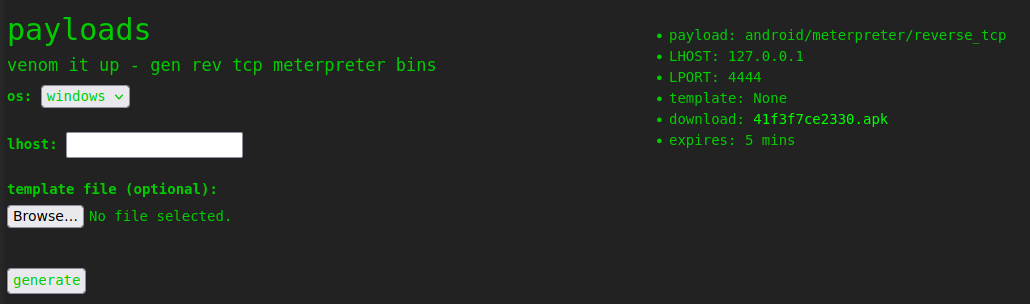 payloads
venom it up - gen rev tcp meterpreter bins
os: windows
lhost:
template file (optional):
Browse... No file selected.
generate
• payload: android/meterpreter/reverse_tcp
• LHOST: 127.0.0.1
• LPORT: 4444
• template: None
• download: 41f3f7ce2330.apk
• expires: 5 mins